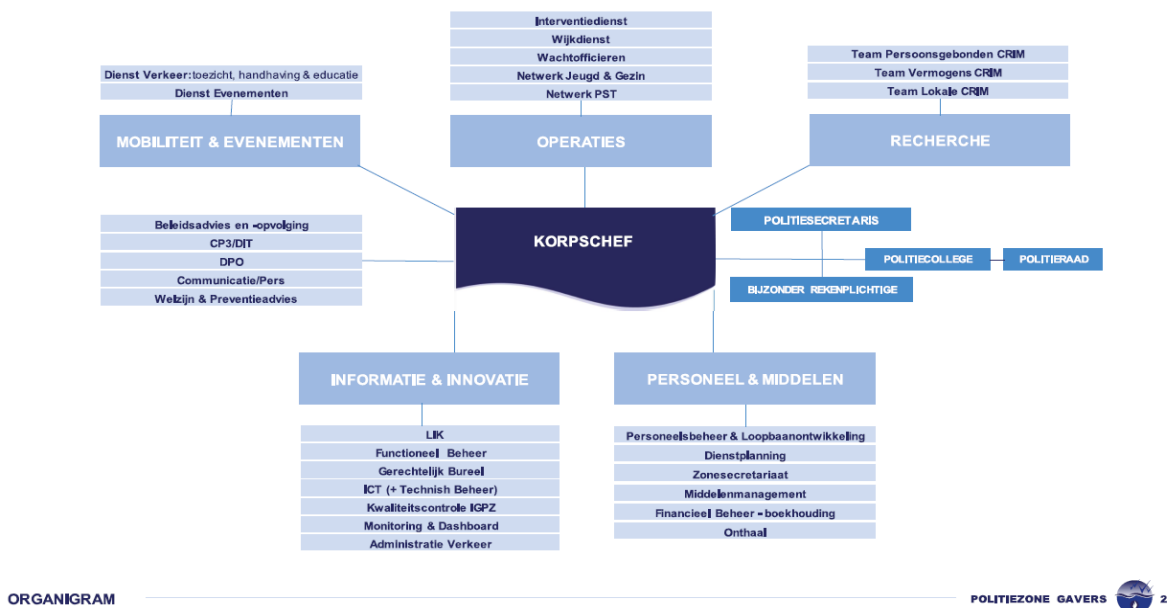 Interventiedienst
Wijkdienst
Wachtofficieren
Netwerk Jeugd & Gezin
Netwerk PST
Dienst Verkeer:toezicht, handhaving & educatie
Dienst Evenementen
Team Persoonsgebonden CRIM
Team Vermogens CRIM
Team Lokale CRIM
MOBILITEIT & EVENEMENTEN
OPERATIES
RECHERCHE
Beleidsadvies en -opvolging
CP3/DIT
DPO
Communicatie/Pers
Welzijn & Preventieadvies
KORPSCHEF
POLITIESECRETARIS
POLITIECOLLEGE
POLITIERAAD
BIJZONDER REKENPLICHTIGE
INFORMATIE & INNOVATIE
PERSONEEL & MIDDELEN
LIK
Functioneel Beheer
Gerechtelijk Bureel
ICT (+ Technish Beheer)
Kwaliteitscontrole IGPZ
Monitoring & Dashboard
Administratie Verkeer
Personeelsbeheer & Loopbaanontwikkeling
Dienstplanning
Zonesecretariaat
Middelenmanagement
Financieel Beheer - boekhouding
Onthaal
ORGANIGRAM
POLITIEZONE GAVERS 2